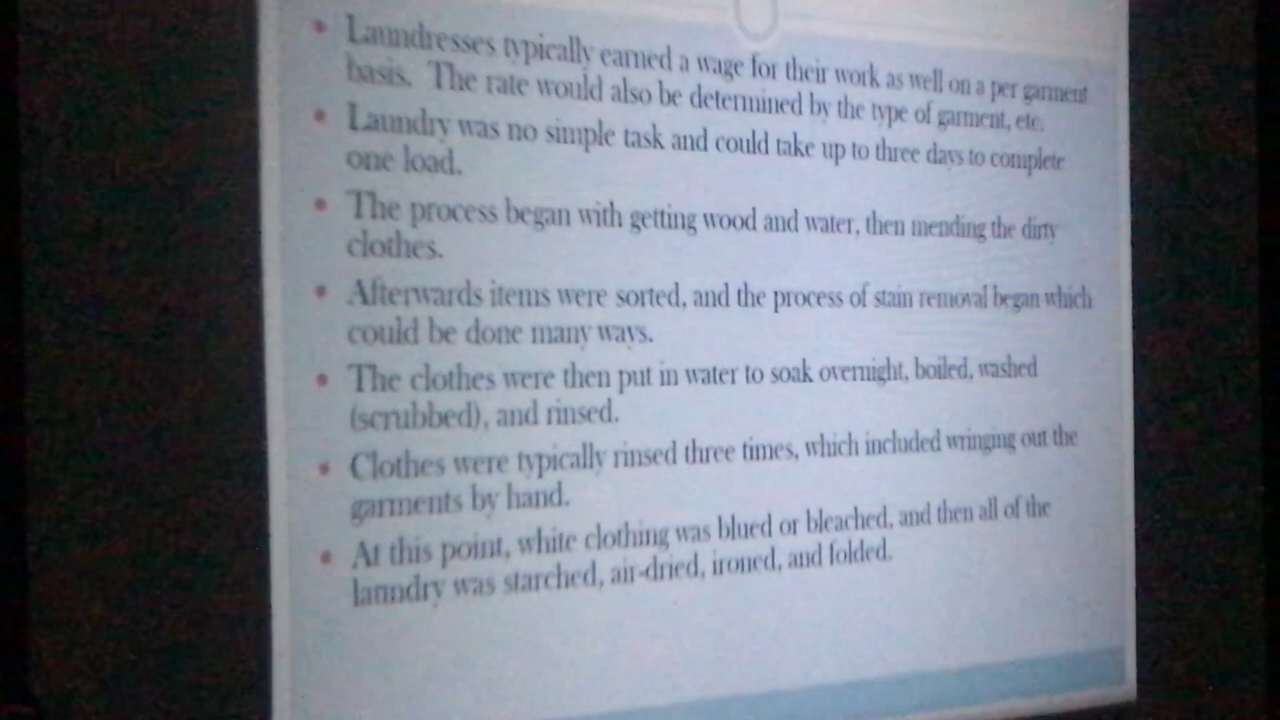 Laundresses typically earned a wage for their work as well on a per garment
basis. The rate would also be determined by the type of garment, etc.
Laundry was no simple task and could take up to three days to complete
one load.
The process began with getting wood and water, then mending the dirty
clothes.
Afterwards items were sorted, and the process of stain removal began which
could be done many ways.
The clothes were then put in water to soak overnight, boiled, washed
(scrubbed), and rinsed.
Clothes were typically rinsed three times, which included wringing out the
garments by hand.
At this point, white clothing was blued or bleached, and then all of the
laundry was starched, air-dried, ironed, and folded.